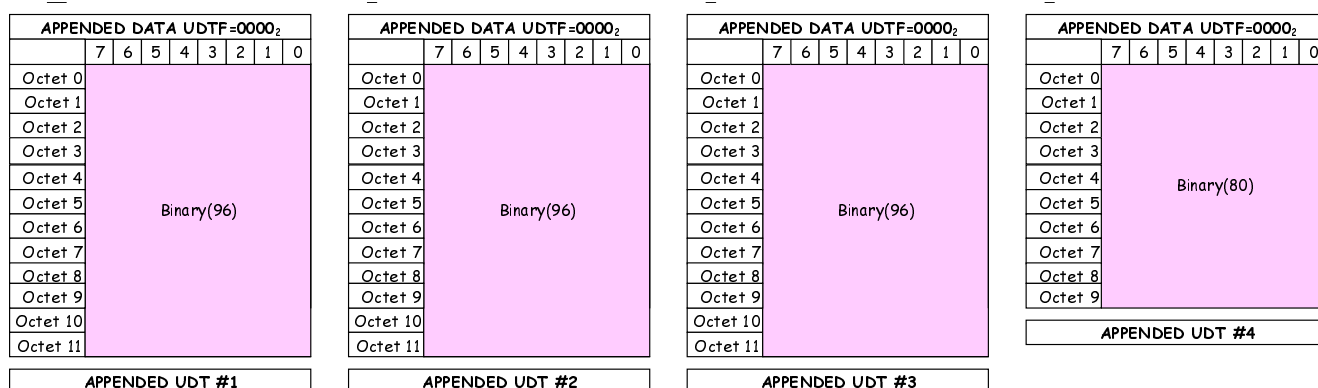 APPENDED DATA UDTF=0000₂
7 6 5 4 3 2 1 0
Octet 0
Octet 1
Octet 2
Octet 3
Octet 4
Octet 5
Octet 6
Octet 7
Octet 8
Octet 9
Octet 10
Octet 11
Binary(96)
APPENDED UDT #1
APPENDED DATA UDTF=0000₂
7 6 5 4 3 2 1 0
Octet 0
Octet 1
Octet 2
Octet 3
Octet 4
Octet 5
Octet 6
Octet 7
Octet 8
Octet 9
Octet 10
Octet 11
Binary(96)
APPENDED UDT #2
APPENDED DATA UDTF=0000₂
7 6 5 4 3 2 1 0
Octet 0
Octet 1
Octet 2
Octet 3
Octet 4
Octet 5
Octet 6
Octet 7
Octet 8
Octet 9
Octet 10
Octet 11
Binary(96)
APPENDED UDT #3
APPENDED DATA UDTF=0000₂
7 6 5 4 3 2 1 0
Octet 0
Octet 1
Octet 2
Octet 3
Octet 4
Octet 5
Octet 6
Octet 7
Octet 8
Octet 9
Binary(80)
APPENDED UDT #4